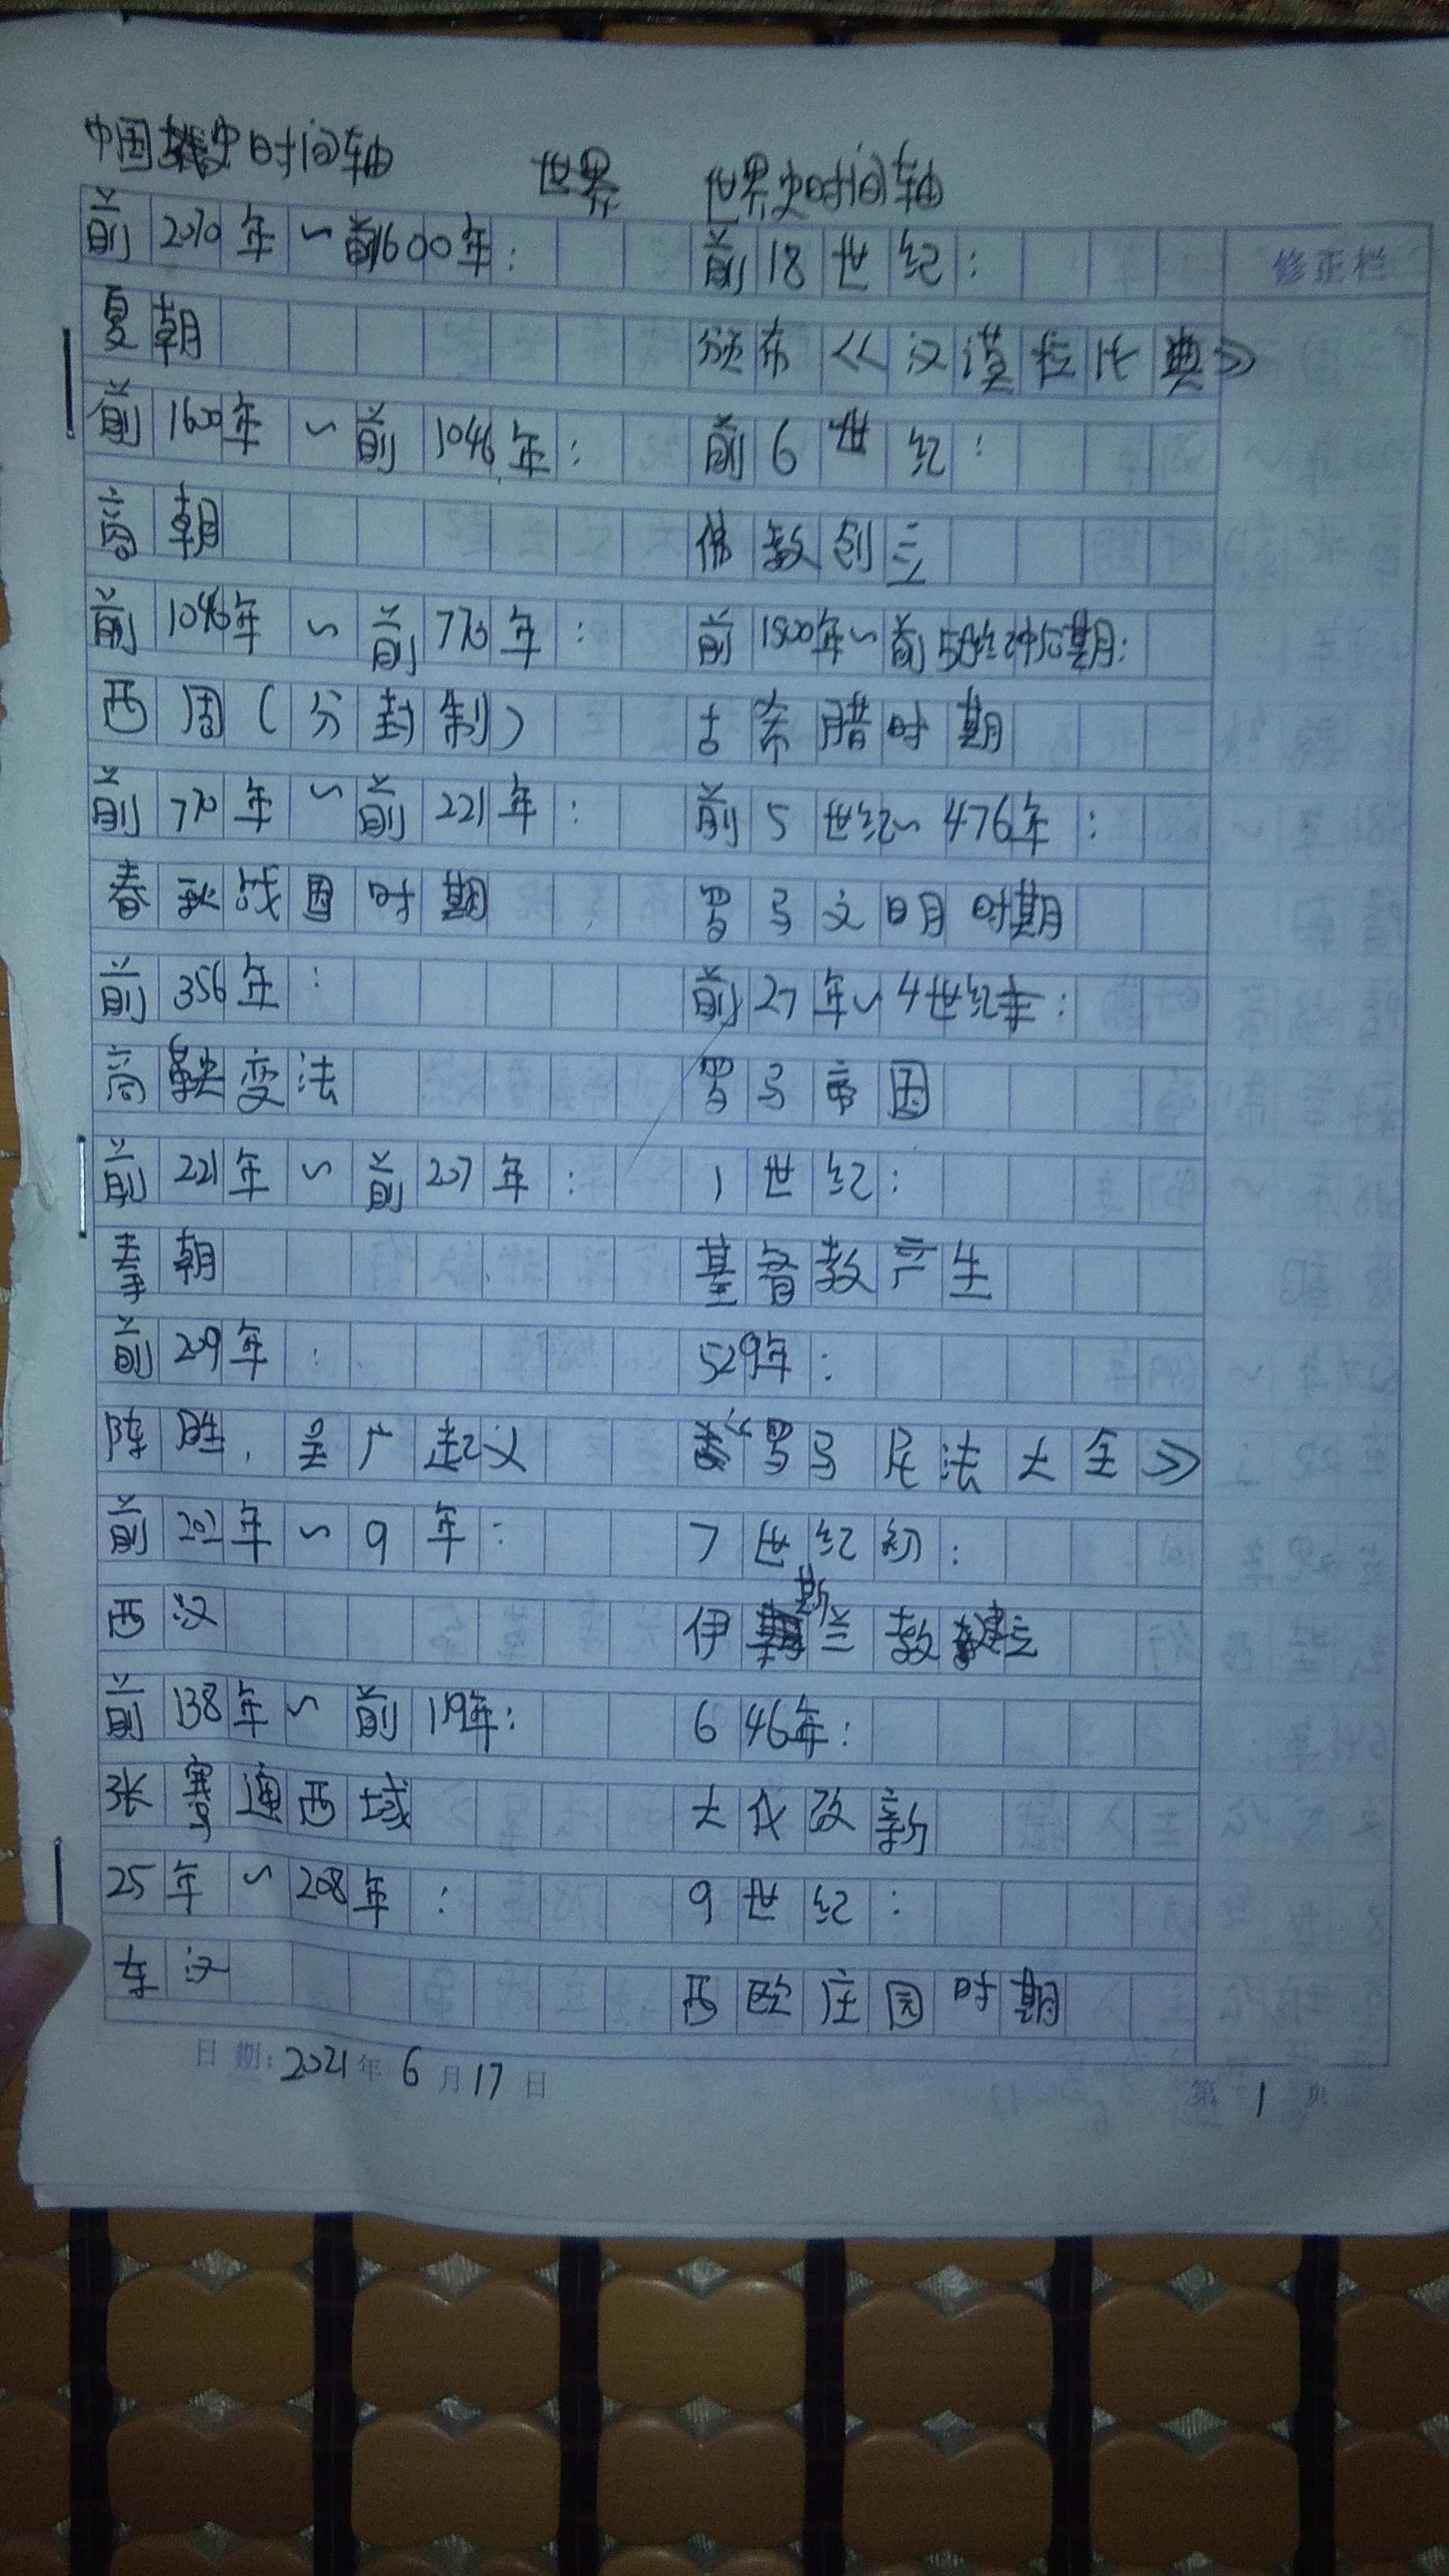 中国史时间轴 世界 世界史时间轴
前2070年～前1600年： 前18世纪： 修正栏
夏朝 颁布《汉谟拉比典》
前1600年～前1046年： 前6世纪：
商朝 佛教创立
前1046年～前770年： 前1500年～前5世纪中后期：
西周（分封制） 古希腊时期
前770年～前221年： 前5世纪～476年：
春秋战国时期 罗马文明时期
前356年： 前27年～4世纪：
商鞅变法 罗马帝国
前221年～前207年： 1世纪：
秦朝 基督教产生
前209年： 529年：
陈胜，吴广起义 《罗马民法大全》
前202年～9年： 7世纪初：
西汉 伊斯兰教建立
前138年～前119年： 646年：
张骞通西域 大化改新
25年～208年： 9世纪：
东汉 西欧庄园时期
日期：2021年6月17日 第1页